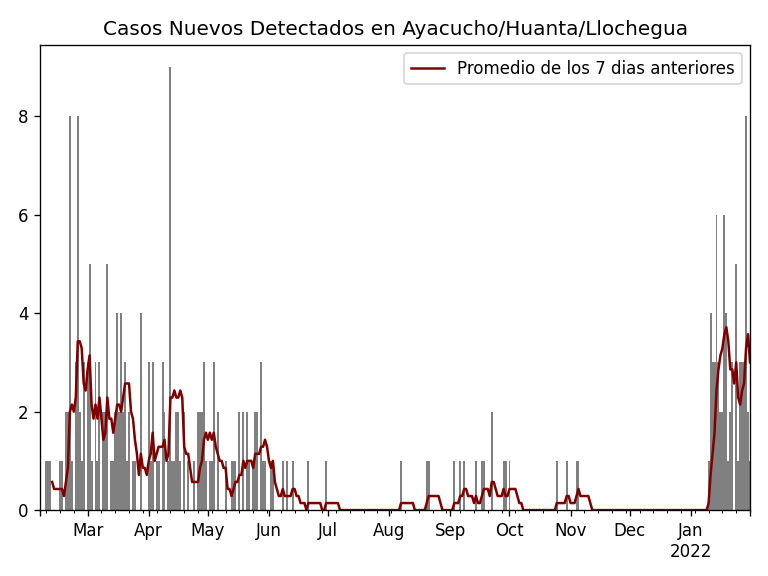 Casos Nuevos Detectados en Ayacucho/Huanta/Llochegua
Promedio de los 7 dias anteriores
8
6
4
2
0
Mar Apr May Jun Jul Aug Sep Oct Nov Dec Jan
2022